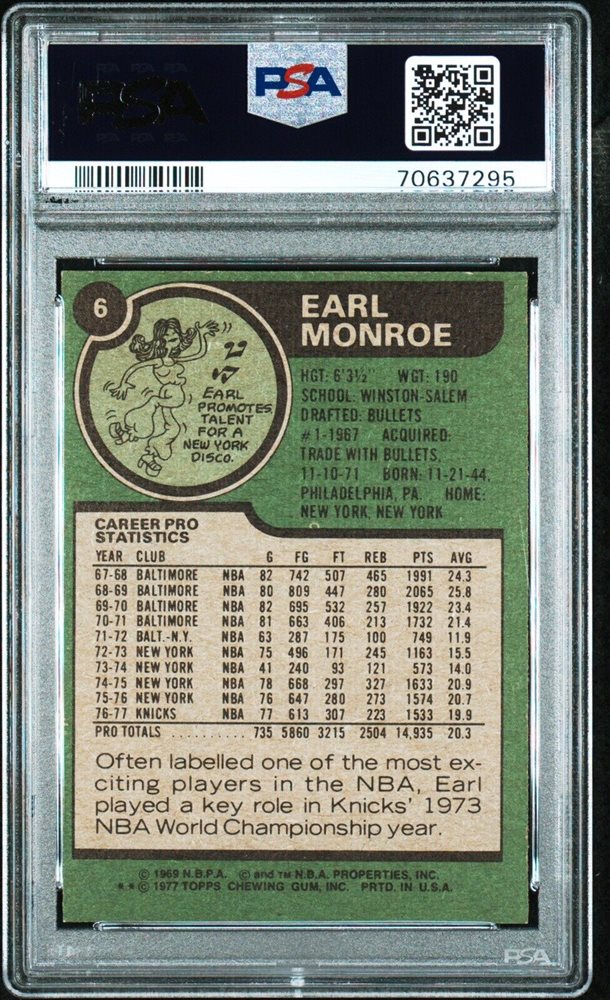 PSA
PSA
70637295
6
EARL
MONROE
EARL
PROMOTES
TALENT
FOR A
NEW YORK
DISCO.
HGT: 6'3½" WGT: 190
SCHOOL: WINSTON-SALEM
DRAFTED: BULLETS
#1-1967 ACQUIRED:
TRADE WITH BULLETS,
11-10-71 BORN: 11-21-44,
PHILADELPHIA, PA. HOME:
NEW YORK, NEW YORK
CAREER PRO
STATISTICS
YEAR CLUB G FG FT REB PTS AVG
67-68 BALTIMORE NBA 82 742 507 465 1991 24.3
68-69 BALTIMORE NBA 80 809 447 280 2065 25.8
69-70 BALTIMORE NBA 82 695 532 257 1922 23.4
70-71 BALTIMORE NBA 81 663 406 213 1732 21.4
71-72 BALT.-N.Y. NBA 63 287 175 100 749 11.9
72-73 NEW YORK NBA 75 496 171 245 1163 15.5
73-74 NEW YORK NBA 41 240 93 121 573 14.0
74-75 NEW YORK NBA 78 668 297 327 1633 20.9
75-76 NEW YORK NBA 76 647 280 273 1574 20.7
76-77 KNICKS NBA 77 613 307 223 1533 19.9
PRO TOTALS .......... 735 5860 3215 2504 14,935 20.3
Often labelled one of the most ex-
citing players in the NBA, Earl
played a key role in Knicks' 1973
NBA World Championship year.
© 1969 N.B.P.A. © and TM N.B.A. PROPERTIES, INC.
* * © 1977 TOPPS CHEWING GUM, INC. PRTD. IN U.S.A.
PSA